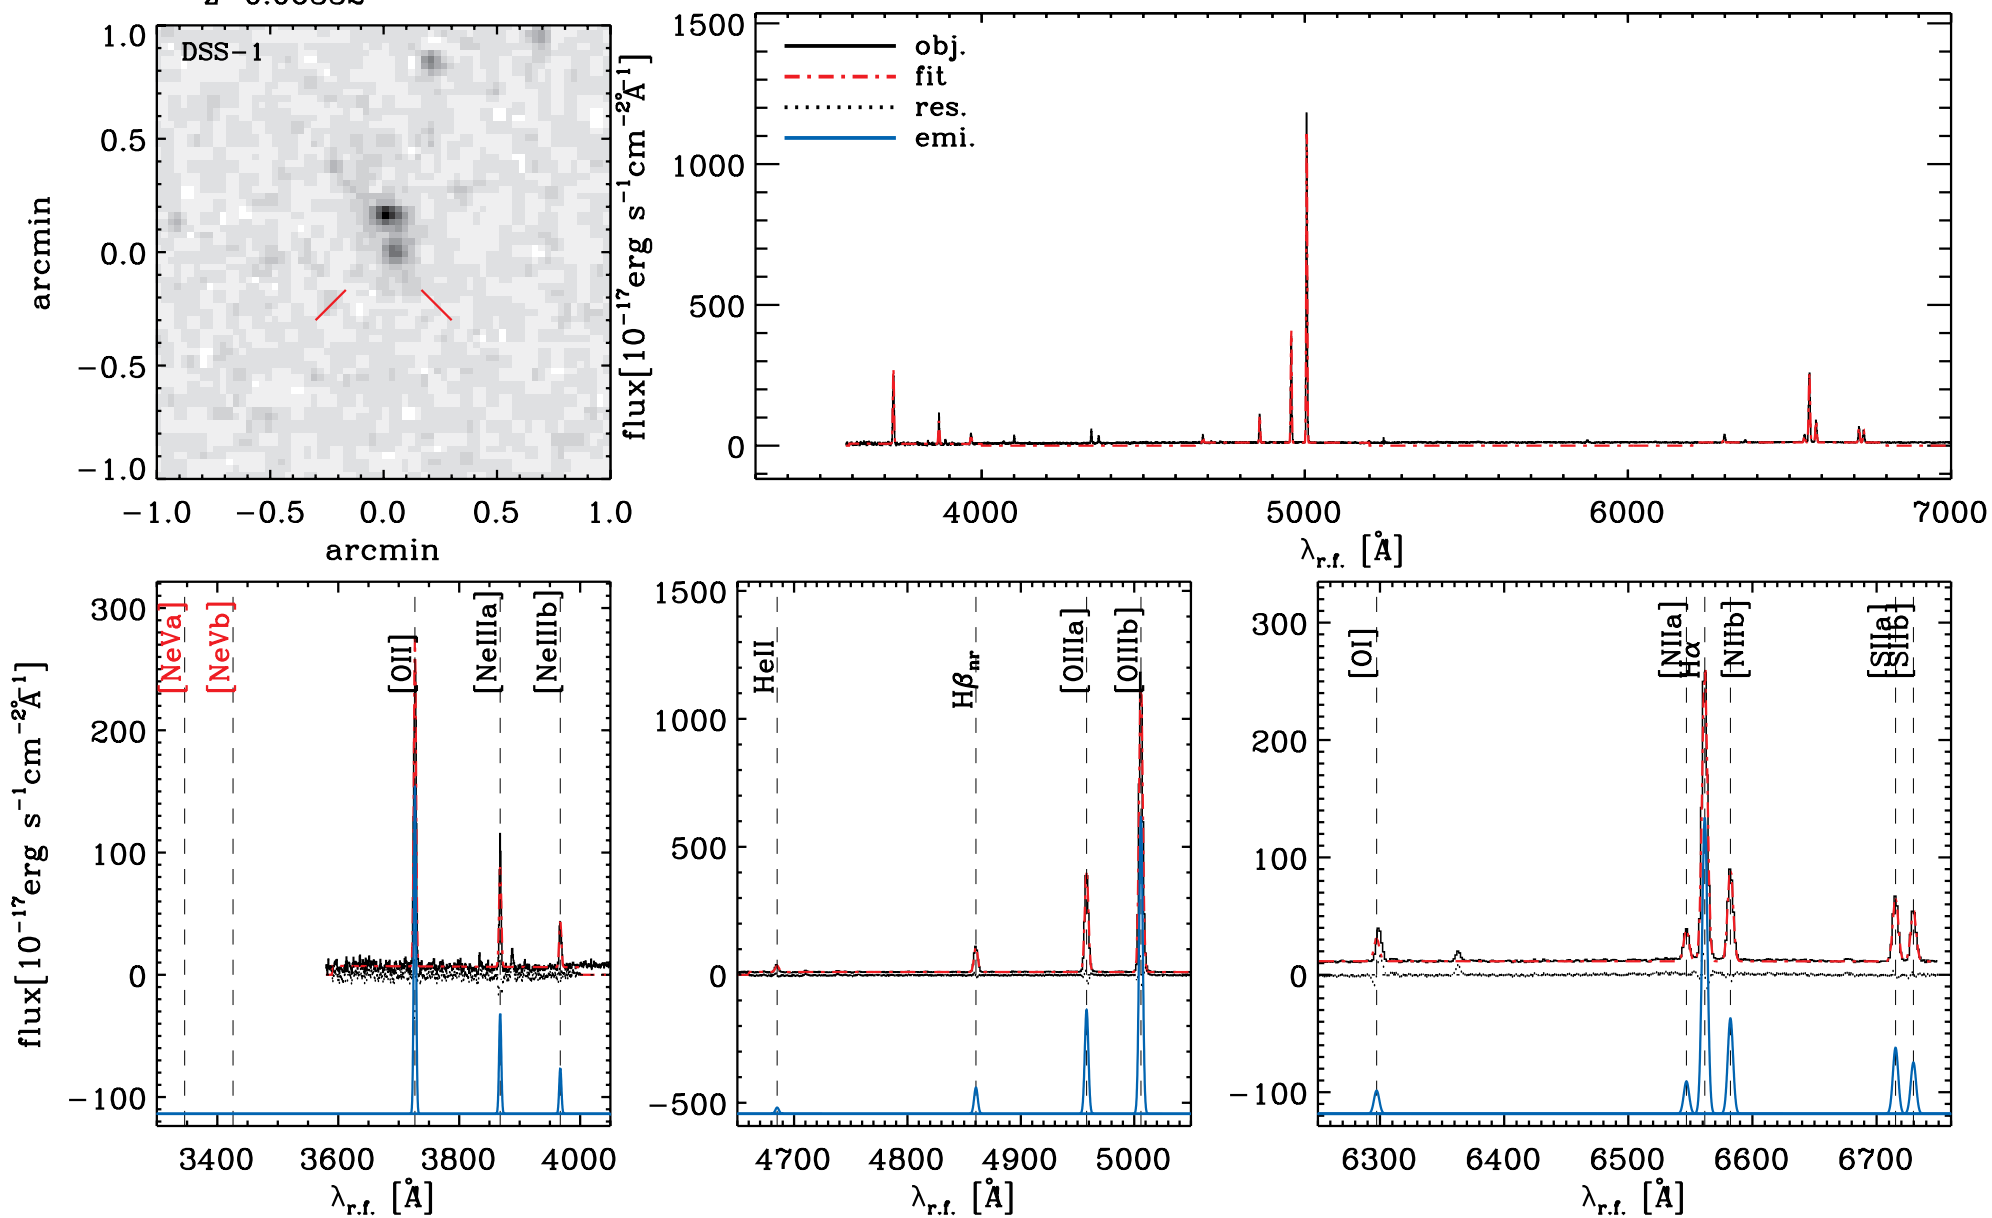 DSS-1
1.0
0.5
0.0
−0.5
−1.0
arcmin
−1.0 −0.5 0.0 0.5 1.0
arcmin
flux[10⁻¹⁷erg s⁻¹cm⁻²Å⁻¹]
1500
1000
500
0
obj.
fit
res.
emi.
4000 5000 6000 7000
λr.f. [Å]
flux[10⁻¹⁷erg s⁻¹cm⁻²Å⁻¹]
300
200
100
0
−100
[NeVa] [NeVb] [OII] [NeIIIa] [NeIIIb]
3400 3600 3800 4000
λr.f. [Å]
1500
1000
500
0
−500
HeII Hβnr [OIIIa] [OIIIb]
4700 4800 4900 5000
λr.f. [Å]
300
200
100
0
−100
[OI] [NIIa] Hα [NIIb] [SIIa] [SIIb]
6300 6400 6500 6600 6700
λr.f. [Å]